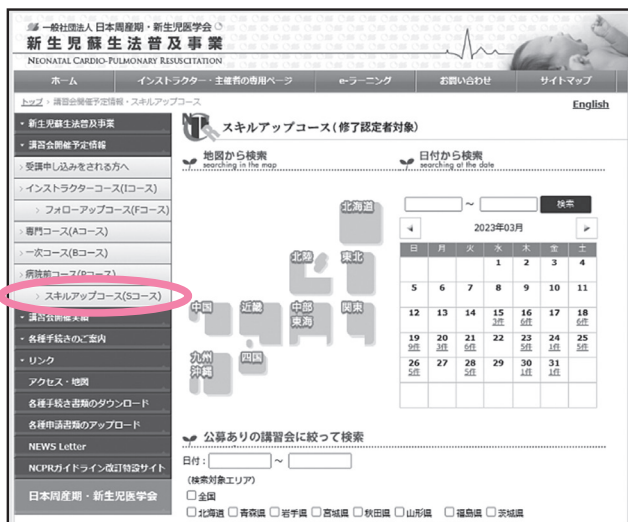 一般社団法人 日本周産期・新生児医学会
新生児蘇生法普及事業
NEONATAL CARDIO-PULMONARY RESUSCITATION
ホーム インストラクター・主催者の専用ページ e-ラーニング お問い合わせ サイトマップ
トップ > 講習会開催予定情報・スキルアップコース
English
・新生児蘇生法普及事業
・講習会開催予定情報
>受講申し込みをされる方へ
>インストラクターコース(Iコース)
> フォローアップコース(Fコース)
>専門コース(Aコース)
>一次コース(Bコース)
>病院前コース(Pコース)
> スキルアップコース(Sコース)
・講習会開催実績
・各種手続きのご案内
・リンク
アクセス・地図
各種手続き書類のダウンロード
各種申請書類のアップロード
NEWS Letter
NCPRガイドライン改訂特設サイト
日本周産期・新生児医学会
スキルアップコース(修了認定者対象)
地図から検索
searching in the map
北海道
北陸 東北
中国 近畿 中部 東海 関東
九州 沖縄 四国
日付から検索
searching at the date
~ 検索
2023年03月
日 月 火 水 木 金 土
1 2 3 4
5 6 7 8 9 10 11
12 13 14 15 16 17 18
3件 6件 6件
19 20 21 22 23 24 25
9件 3件 6件 5件 1件 5件
26 27 28 29 30 31
5件 5件 1件 1件
公募ありの講習会に絞って検索
日付: ~
(検索対象エリア)
全国
北海道 青森県 岩手県 宮城県 秋田県 山形県 福島県 茨城県